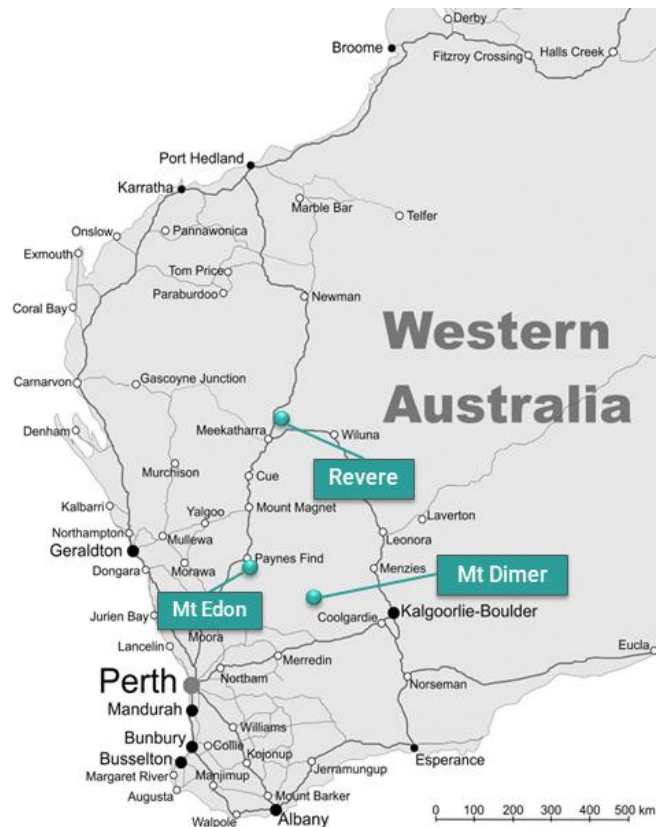 Derby
Broome
Fitzroy Crossing
Halls Creek
Port Hedland
Karratha
Marble Bar
Telfer
Onslow
Pannawonica
Exmouth
Tom Price
Paraburdoo
Newman
Coral Bay
Western
Australia
Carnarvon
Gascoyne Junction
Denham
Meekatharra
Wiluna
Murchison
Revere
Cue
Kalbarri
Yalgoo
Mount Magnet
Laverton
Northampton
Mullewa
Leonora
Geraldton
Paynes Find
Dongara
Morawa
Menzies
Mt Dimer
Mt Edon
Jurien Bay
Coolgardie
Kalgoorlie-Boulder
Moora
Lancelin
Merredin
Eucla
Northam
Perth
Norseman
Mandurah
Williams
Bunbury
Collie
Kojonup
Busselton
Jerramungup
Esperance
Margaret River
Manjimup
Augusta
Mount Barker
Walpole
Albany
0 100 200 300 400 500 km